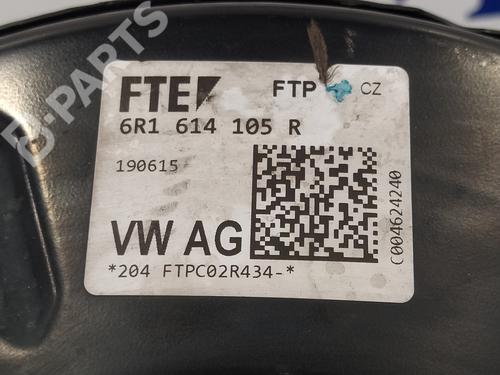 B-PARTS
FTE
FTP CZ
6R1 614 105 R
190615
VW AG
*204 FTPC02R434-*
C004624240